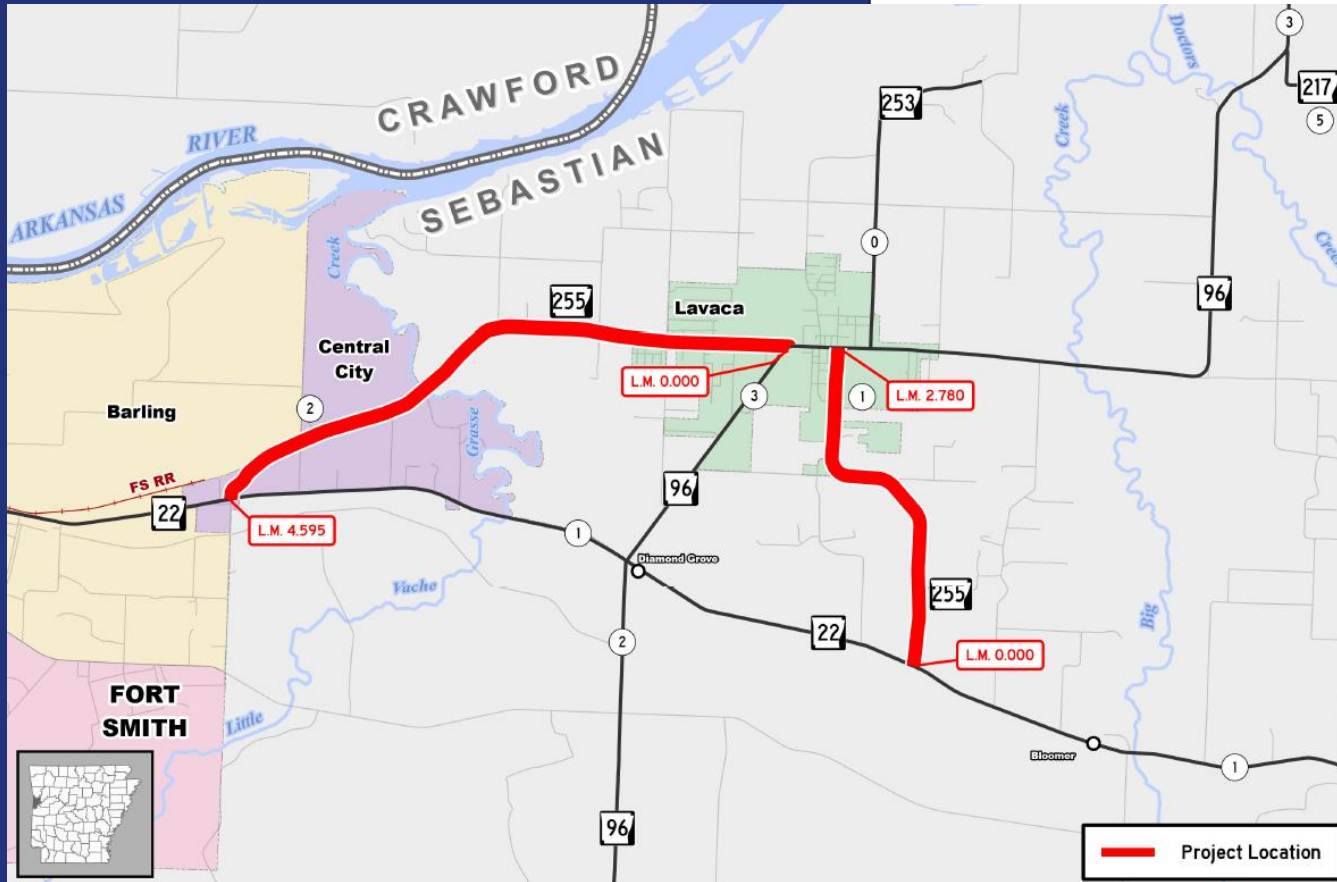 CRAWFORD
SEBASTIAN
ARKANSAS
RIVER
Doctors
Creek
3
217
5
253
Creek
0
96
255
Lavaca
Creek
Central
City
L.M. 0.000
3
1
L.M. 2.780
Barling
2
Grasse
FS RR
22
L.M. 4.595
96
1
Diamond Grove
Vache
255
22
Big
L.M. 0.000
2
FORT
SMITH
Little
Bloomer
1
96
Project Location